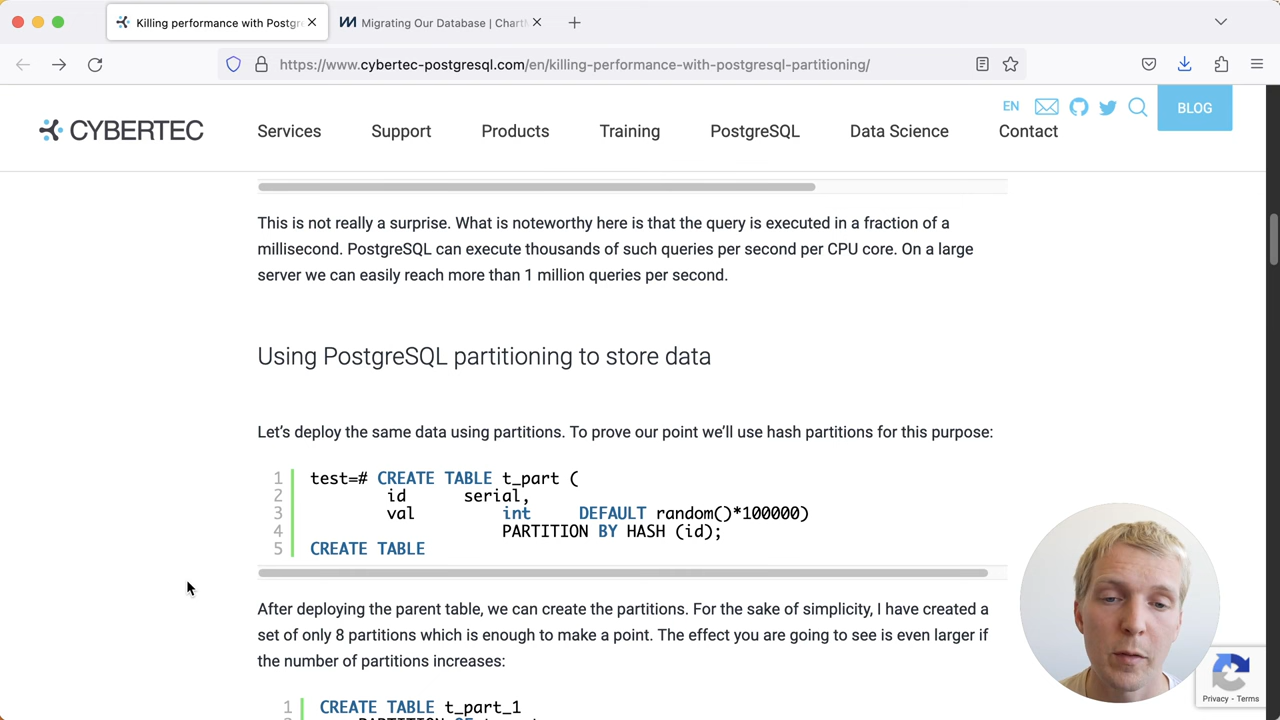 Killing performance with Postgr
Migrating Our Database | ChartM
https://www.cybertec-postgresql.com/en/killing-performance-with-postgresql-partitioning/
EN
BLOG
CYBERTEC
Services
Support
Products
Training
PostgreSQL
Data Science
Contact
This is not really a surprise. What is noteworthy here is that the query is executed in a fraction of a
millisecond. PostgreSQL can execute thousands of such queries per second per CPU core. On a large
server we can easily reach more than 1 million queries per second.
Using PostgreSQL partitioning to store data
Let's deploy the same data using partitions. To prove our point we'll use hash partitions for this purpose:
1 test=# CREATE TABLE t_part (
2 id serial,
3 val int DEFAULT random()*100000)
4 PARTITION BY HASH (id);
5 CREATE TABLE
After deploying the parent table, we can create the partitions. For the sake of simplicity, I have created a
set of only 8 partitions which is enough to make a point. The effect you are going to see is even larger if
the number of partitions increases:
1 CREATE TABLE t_part_1
Privacy - Terms